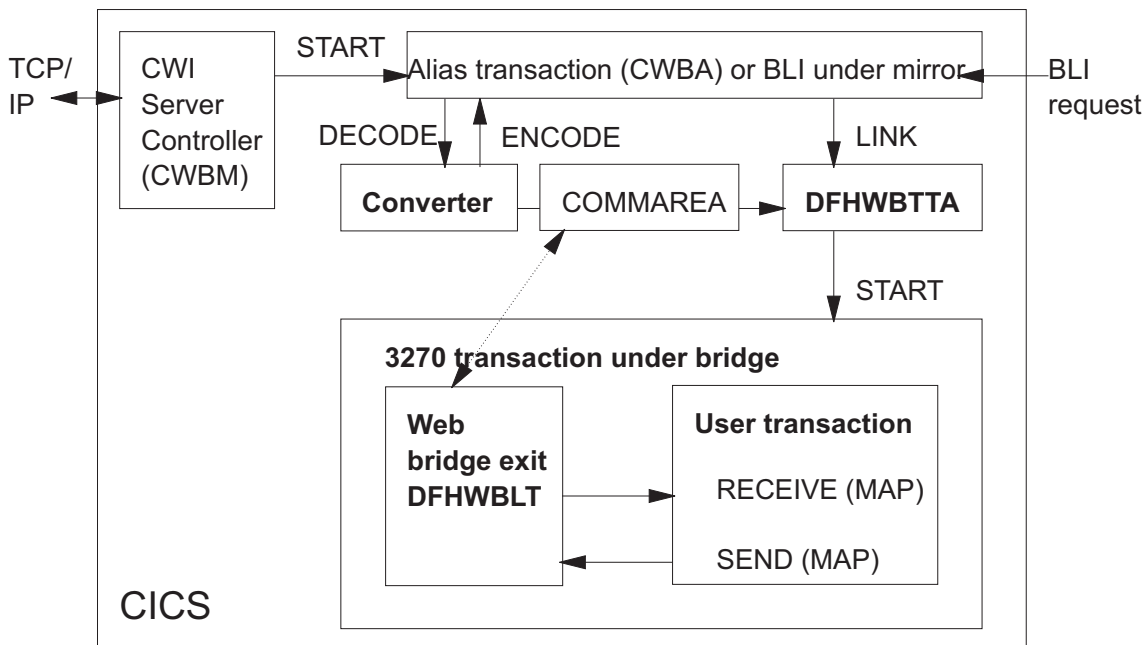 TCP/
IP
CWI
Server
Controller
(CWBM)
START
Alias transaction (CWBA) or BLI under mirror
BLI
request
DECODE
ENCODE
LINK
Converter
COMMAREA
DFHWBTTA
START
3270 transaction under bridge
Web
bridge exit
DFHWBLT
User transaction
RECEIVE (MAP)
SEND (MAP)
CICS